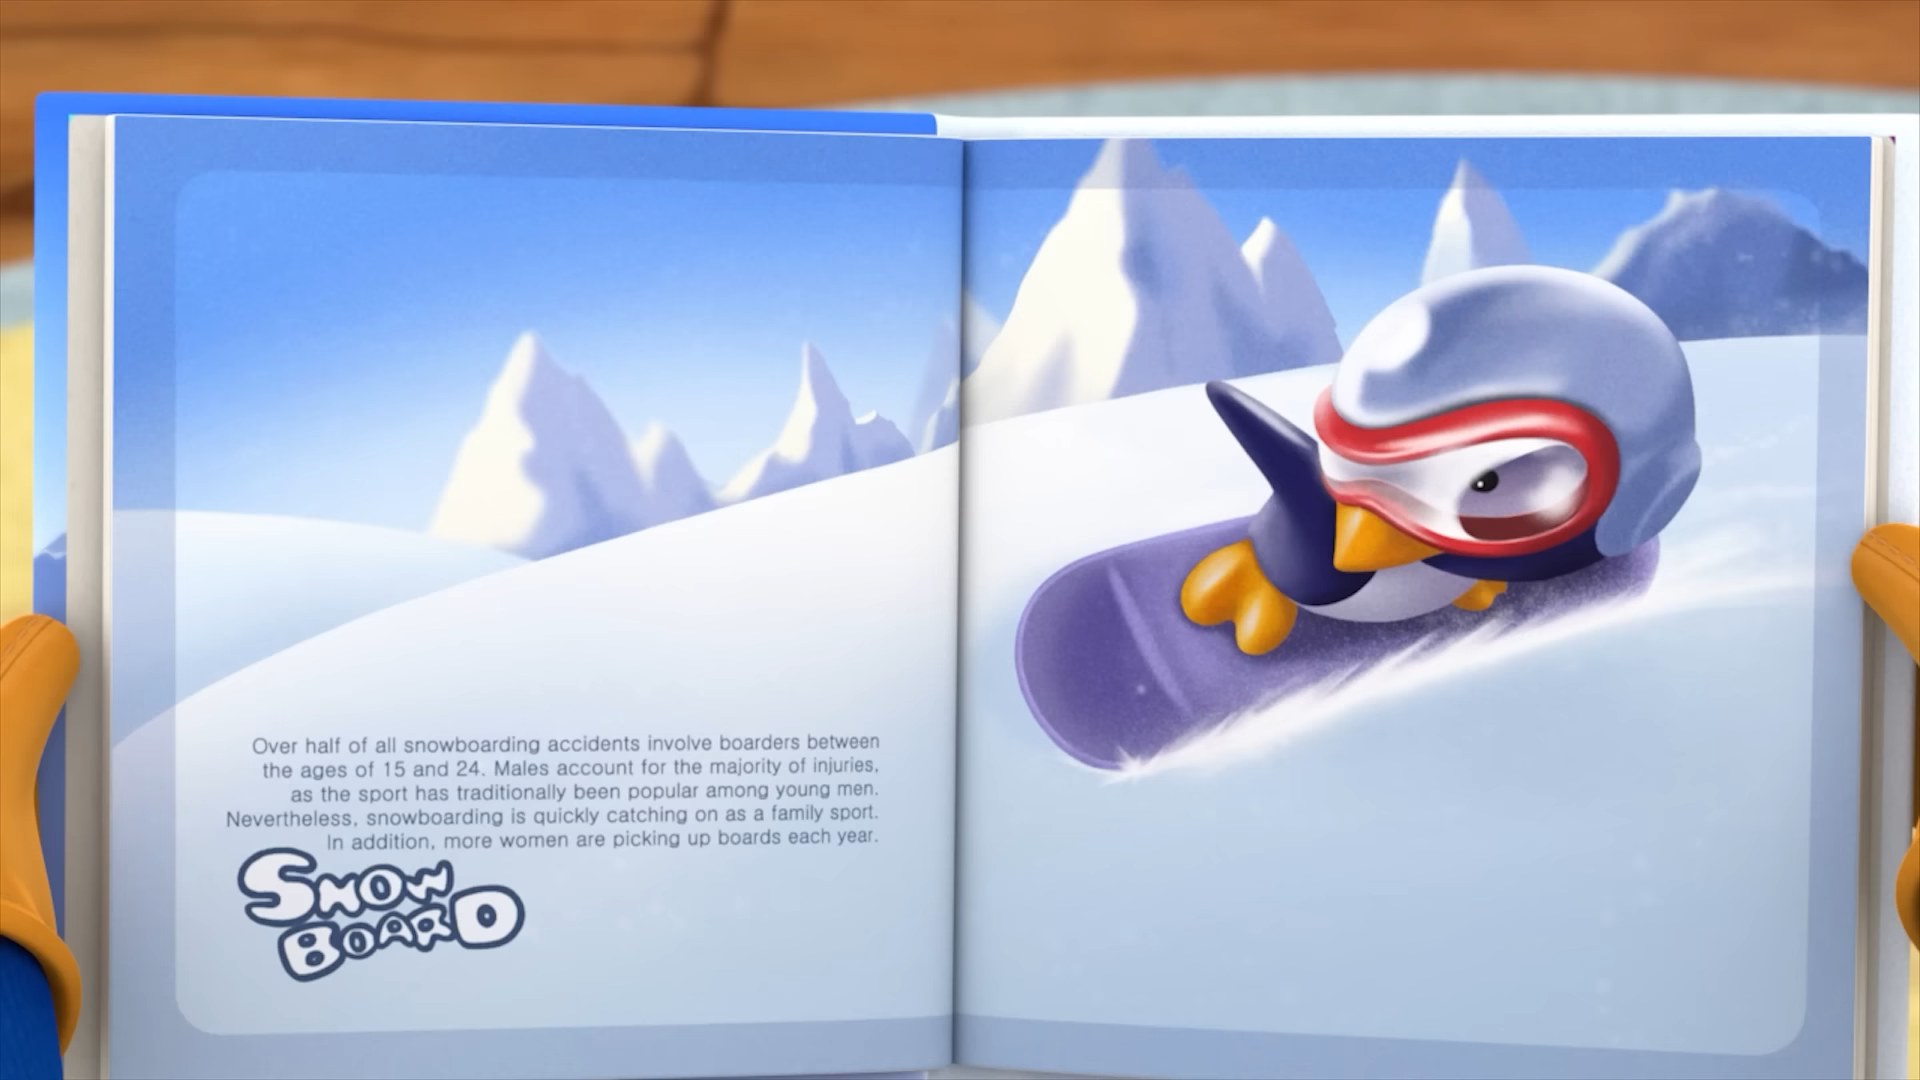 Over half of all snowboarding accidents involve boarders between
the ages of 15 and 24. Males account for the majority of injuries,
as the sport has traditionally been popular among young men.
Nevertheless, snowboarding is quickly catching on as a family sport.
In addition, more women are picking up boards each year.
SNOW
BOARD